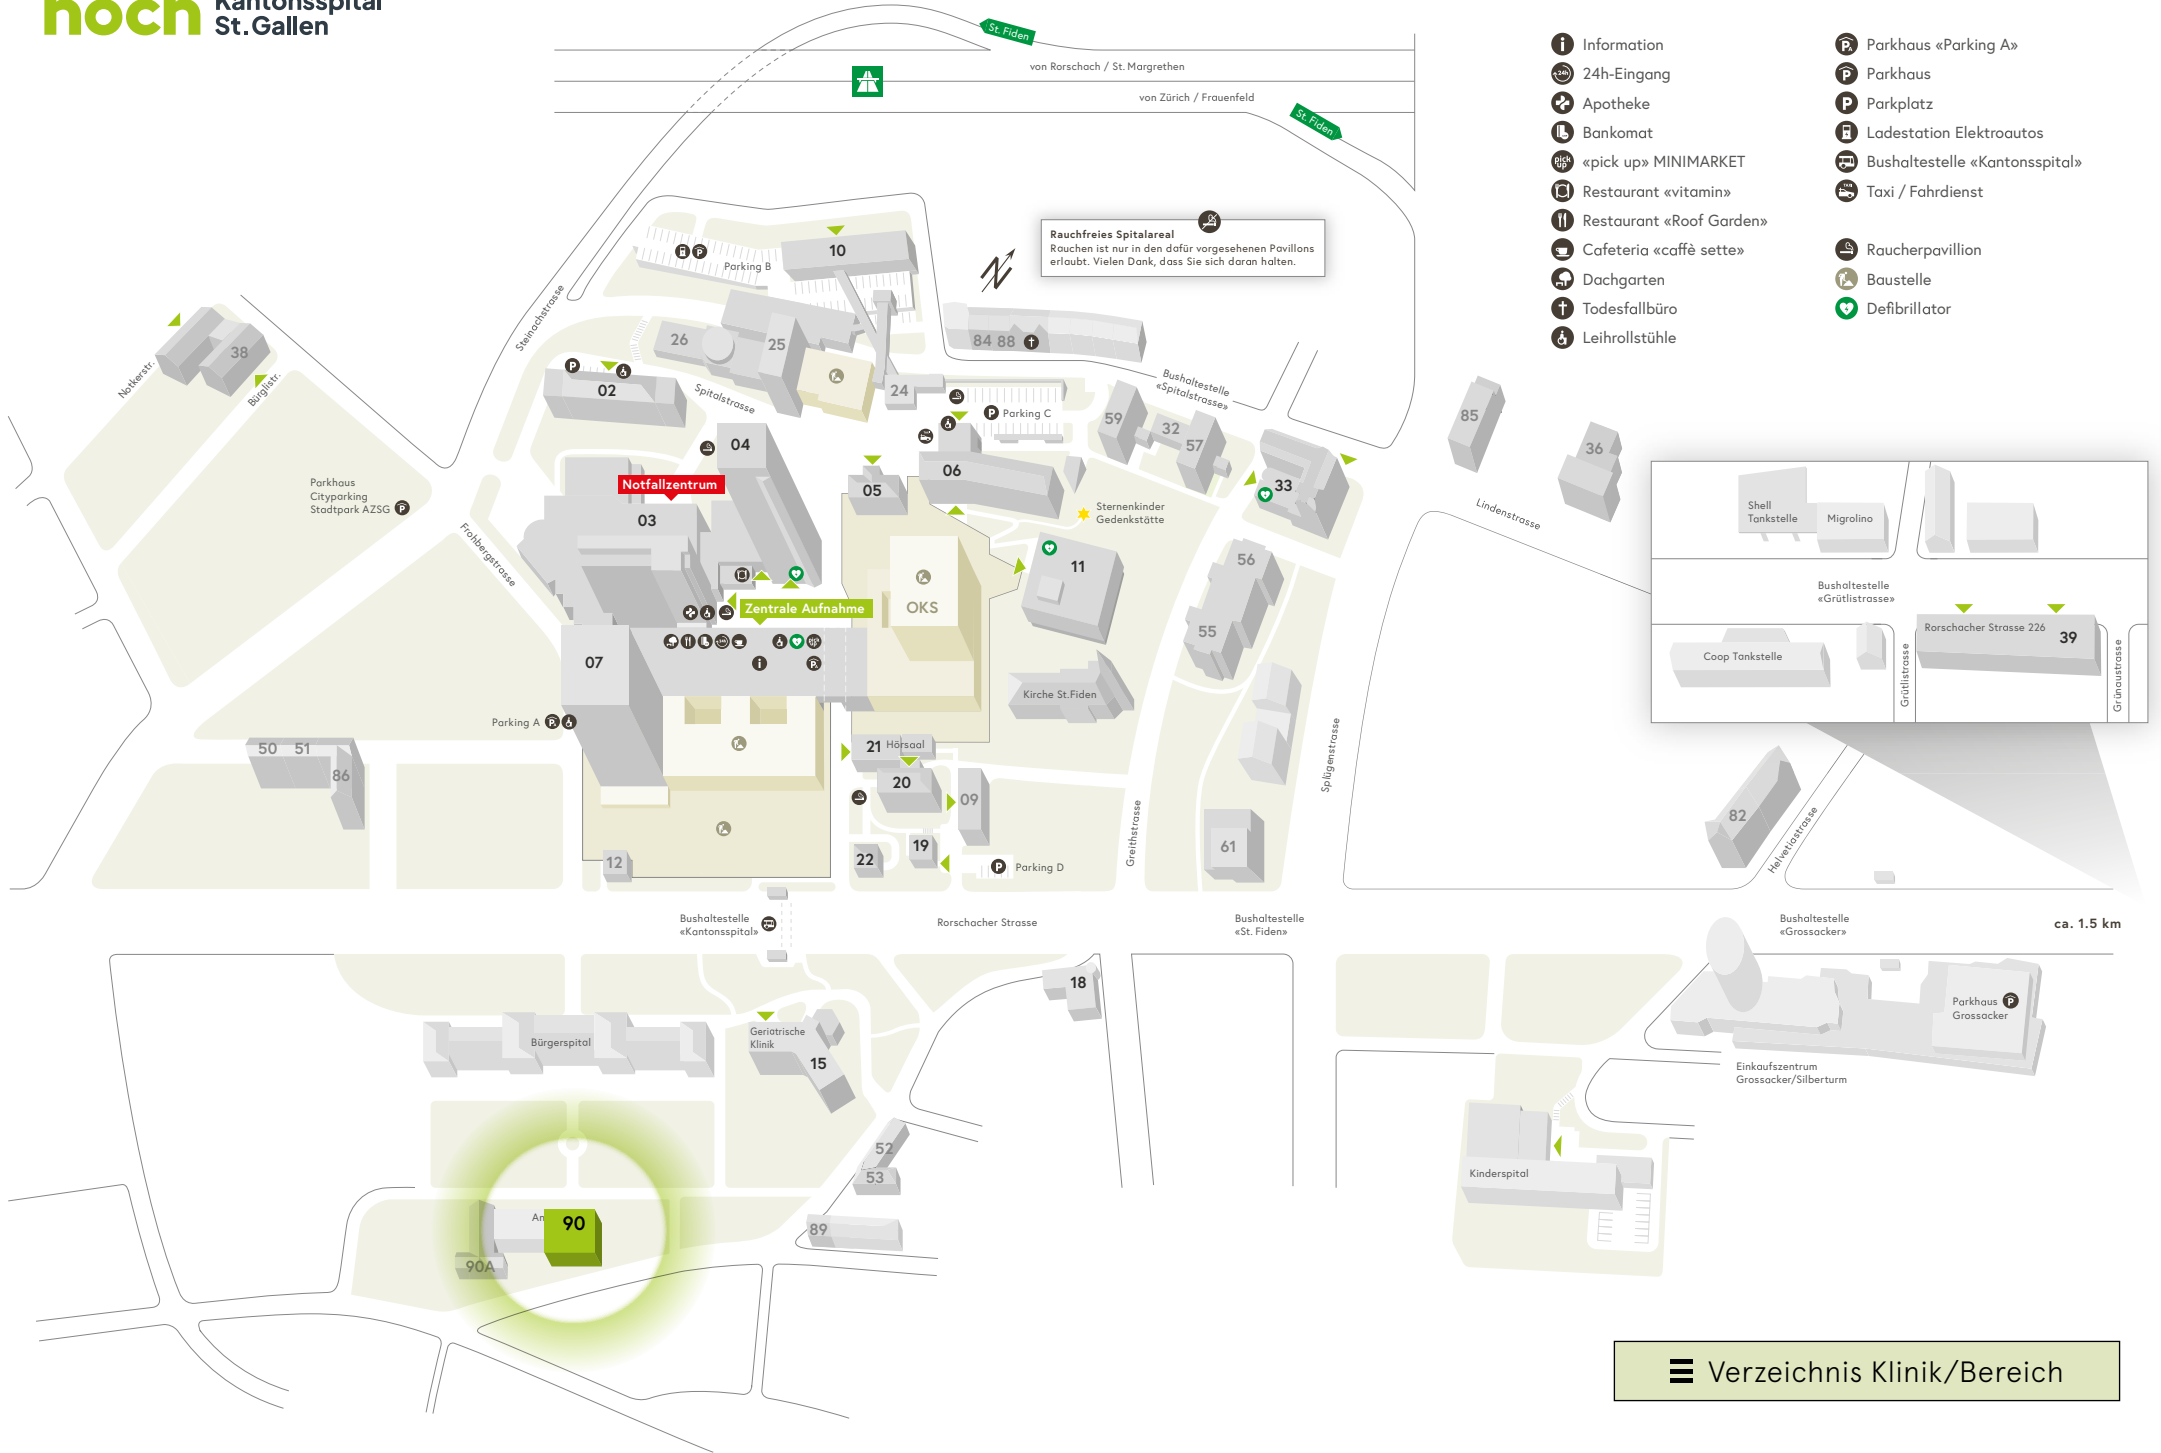 noch
Kantonsspital
St.Gallen
St. Fiden
von Rorschach / St. Margrethen
von Zürich / Frauenfeld
St. Fiden
Information
24h-Eingang
Apotheke
Bankomat
«pick up» MINIMARKET
Restaurant «vitamin»
Restaurant «Roof Garden»
Cafeteria «caffè sette»
Dachgarten
Todesfallbüro
Leihrollstühle
Parkhaus «Parking A»
Parkhaus
Parkplatz
Ladestation Elektroautos
Bushaltestelle «Kantonsspital»
Taxi / Fahrdienst
Raucherpavillion
Baustelle
Defibrillator
Rauchfreies Spitalareal
Rauchen ist nur in den dafür vorgesehenen Pavillons
erlaubt. Vielen Dank, dass Sie sich daran halten.
N
10
Parking B
Steinachstrasse
26
25
84 88
38
Notkerstr.
Bürglistr.
02
Spitalstrasse
24
Bushaltestelle
«Spitalstrasse»
Parking C
59
32
57
85
36
04
06
05
33
Notfallzentrum
03
Parkhaus
Cityparking
Stadtpark AZSG
Frohbergstrasse
Sternenkinder
Gedenkstätte
Lindenstrasse
11
56
55
OKS
Zentrale Aufnahme
07
Kirche St.Fiden
Parking A
Shell
Tankstelle
Migrolino
Bushaltestelle
«Grütlistrasse»
Rorschacher Strasse 226
39
Coop Tankstelle
Grütlistrasse
Grünaustrasse
50 51
86
21 Hörsaal
20
09
19
22
12
Parking D
Greithstrasse
Splügenstrasse
61
82
Helvetiastrasse
Bushaltestelle
«Kantonsspital»
Rorschacher Strasse
Bushaltestelle
«St. Fiden»
Bushaltestelle
«Grossacker»
ca. 1.5 km
18
Parkhaus
Grossacker
Einkaufszentrum
Grossacker/Silberturm
Bürgerspital
Geriatrische
Klinik
15
52
53
89
An
90
90A
Kinderspital
Verzeichnis Klinik/Bereich